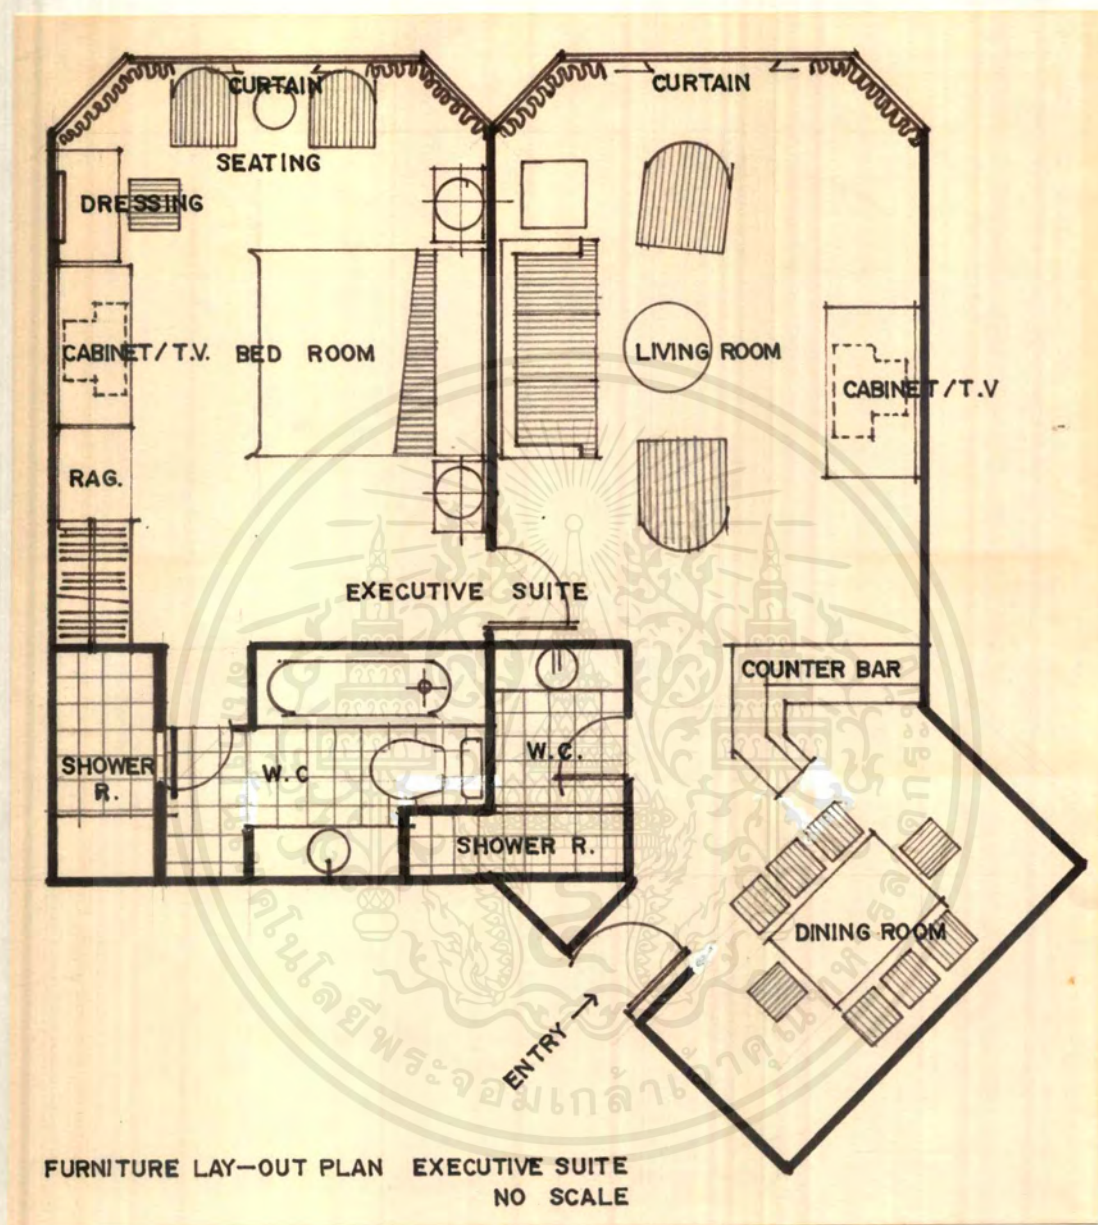 CURTAIN
CURTAIN
SEATING
DRESSING
CABINET/T.V.
BED ROOM
LIVING ROOM
CABINET/T.V
RAG.
EXECUTIVE SUITE
COUNTER BAR
SHOWER
R.
W.C
W.C.
SHOWER R.
DINING ROOM
ENTRY
FURNITURE LAY-OUT PLAN EXECUTIVE SUITE
NO SCALE